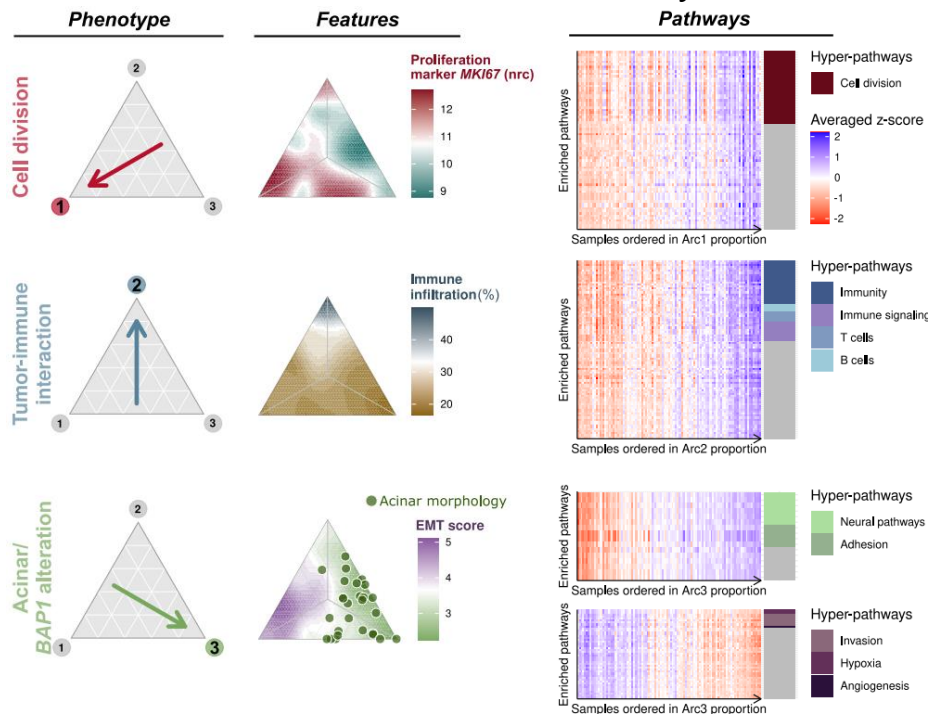 Phenotype
Features
Pathways
Cell division
2
1
3
Proliferation
marker MKI67 (nrc)
12
11
10
9
Enriched pathways
Samples ordered in Arc1 proportion
Hyper-pathways
Cell division
Averaged z-score
2
1
0
-1
-2
Tumor-immune
interaction
2
1
3
Immune
infiltration(%)
40
30
20
Enriched pathways
Samples ordered in Arc2 proportion
Hyper-pathways
Immunity
Immune signaling
T cells
B cells
Acinar/
BAP1 alteration
2
1
3
Acinar morphology
EMT score
5
4
3
Enriched pathways
Samples ordered in Arc3 proportion
Hyper-pathways
Neural pathways
Adhesion
Enriched pathways
Samples ordered in Arc3 proportion
Hyper-pathways
Invasion
Hypoxia
Angiogenesis